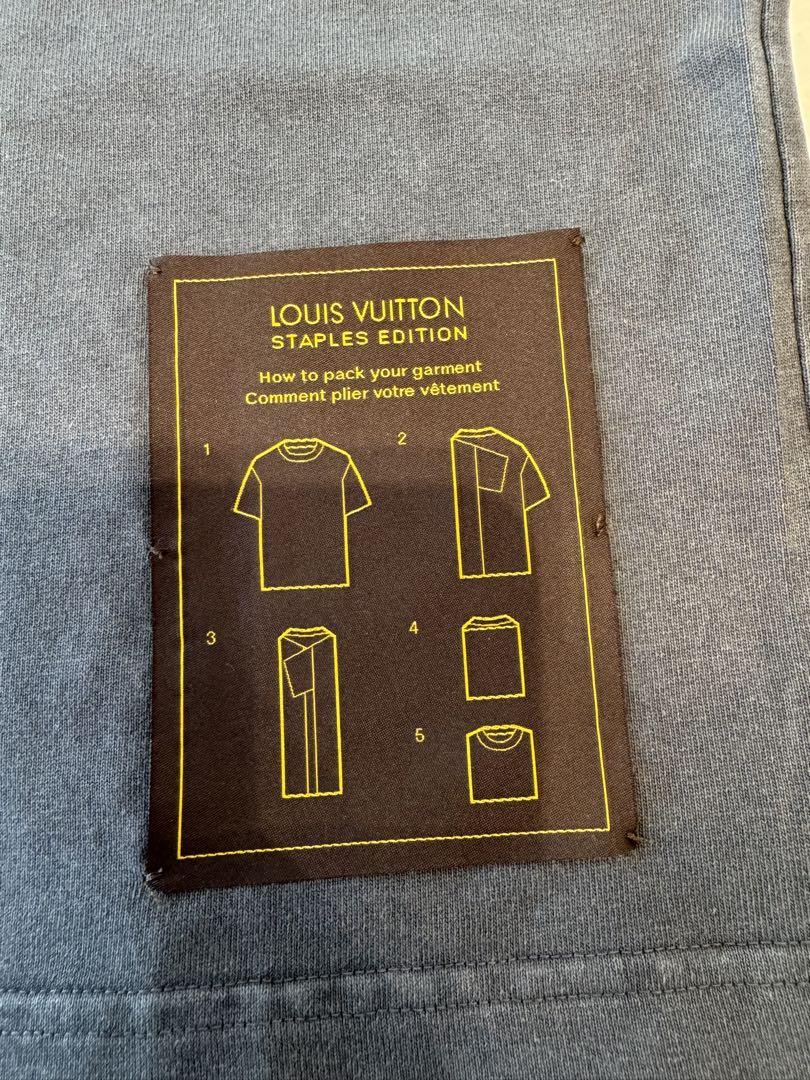 LOUIS VUITTON
STAPLES EDITION
How to pack your garment
Comment plier votre vêtement
1
2
3
4
5